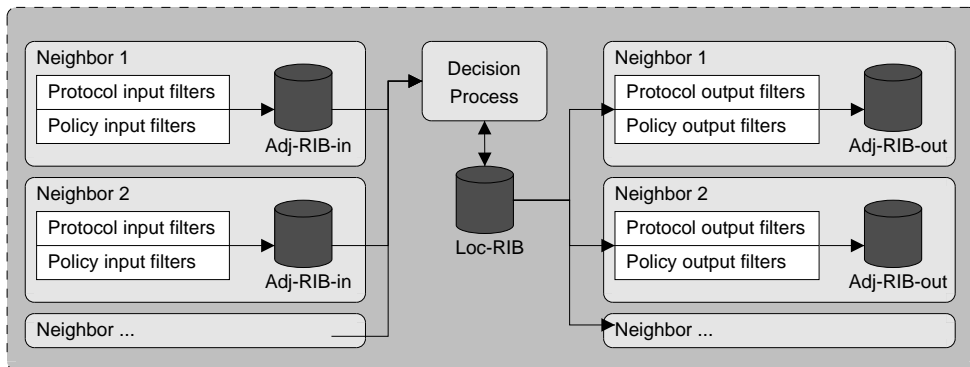 Neighbor 1
Protocol input filters
Policy input filters
Adj-RIB-in
Neighbor 2
Protocol input filters
Policy input filters
Adj-RIB-in
Neighbor ...
Decision
Process
Loc-RIB
Neighbor 1
Protocol output filters
Policy output filters
Adj-RIB-out
Neighbor 2
Protocol output filters
Policy output filters
Adj-RIB-out
Neighbor ...